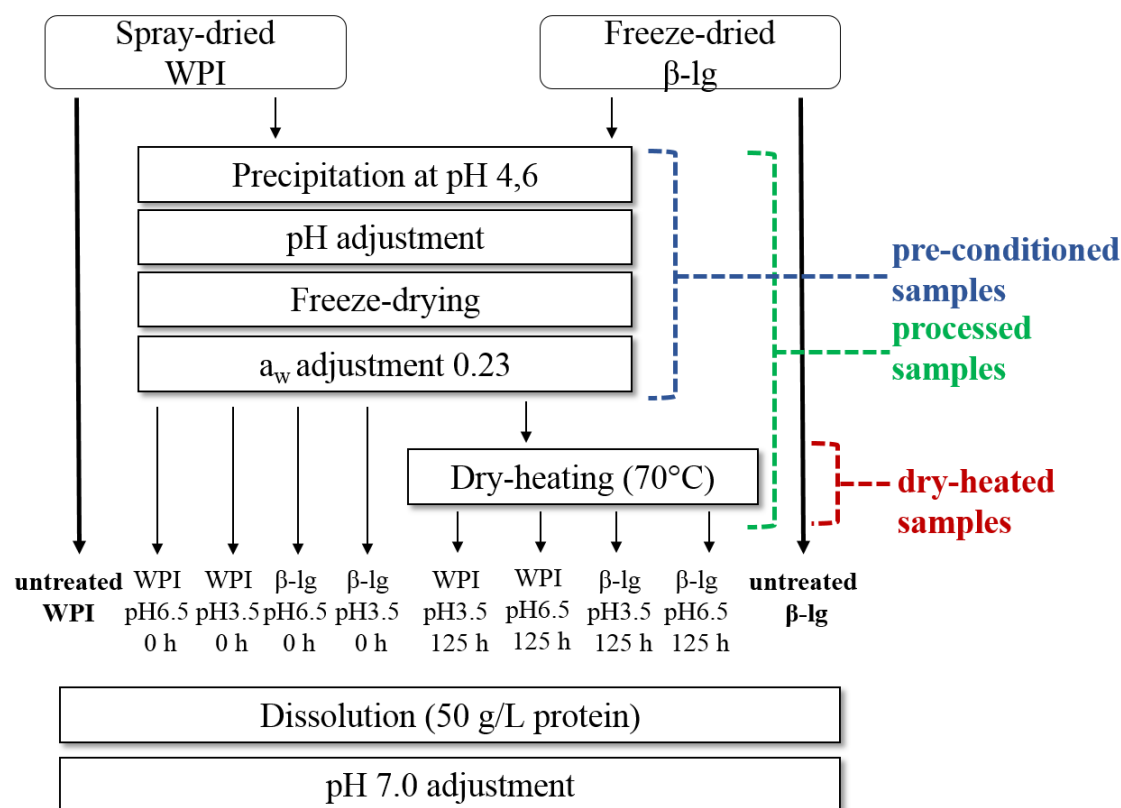 Spray-dried
WPI
Freeze-dried
β-lg
Precipitation at pH 4,6
pH adjustment
Freeze-drying
aw adjustment 0.23
pre-conditioned
samples
processed
samples
Dry-heating (70°C)
dry-heated
samples
untreated
WPI
WPI
pH6.5
0 h
WPI
pH3.5
0 h
β-lg
pH6.5
0 h
β-lg
pH3.5
0 h
WPI
pH3.5
125 h
WPI
pH6.5
125 h
β-lg
pH3.5
125 h
β-lg
pH6.5
125 h
untreated
β-lg
Dissolution (50 g/L protein)
pH 7.0 adjustment